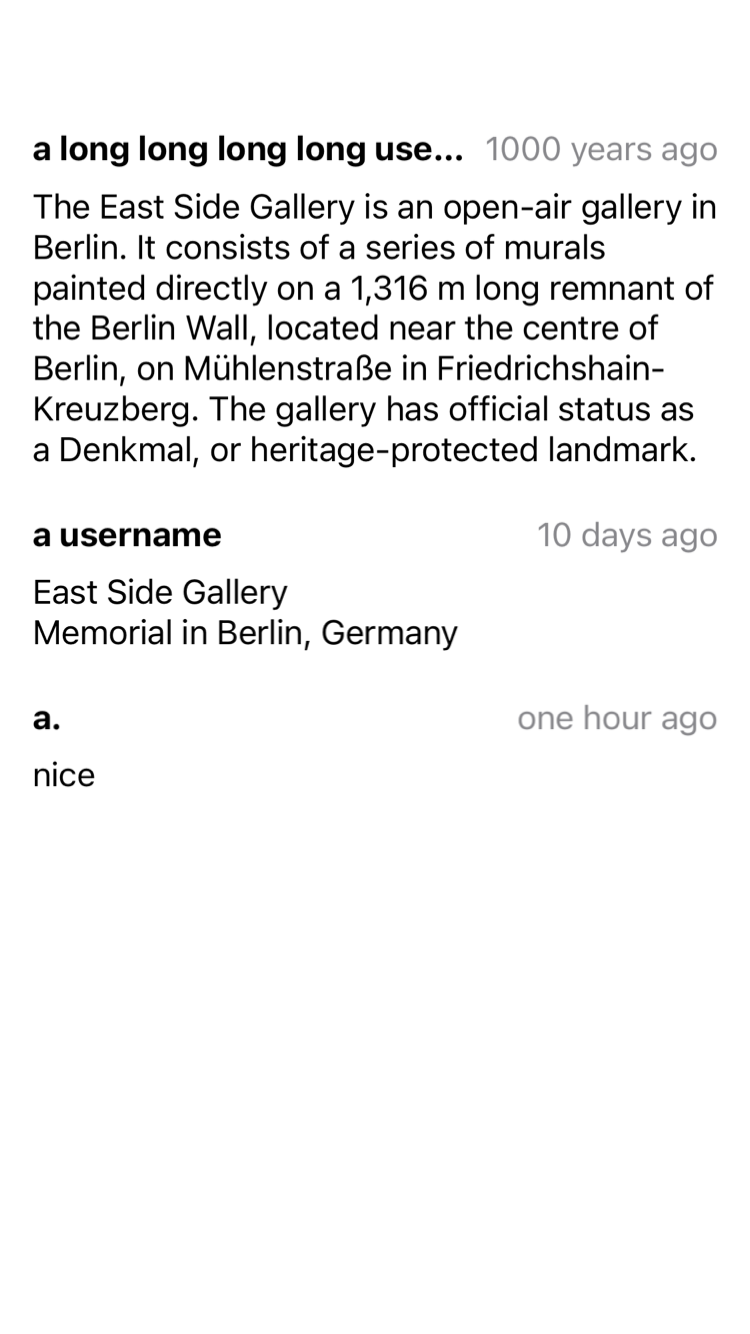 a long long long long use... 1000 years ago
The East Side Gallery is an open-air gallery in
Berlin. It consists of a series of murals
painted directly on a 1,316 m long remnant of
the Berlin Wall, located near the centre of
Berlin, on Mühlenstraße in Friedrichshain-
Kreuzberg. The gallery has official status as
a Denkmal, or heritage-protected landmark.
a username 10 days ago
East Side Gallery
Memorial in Berlin, Germany
a. one hour ago
nice